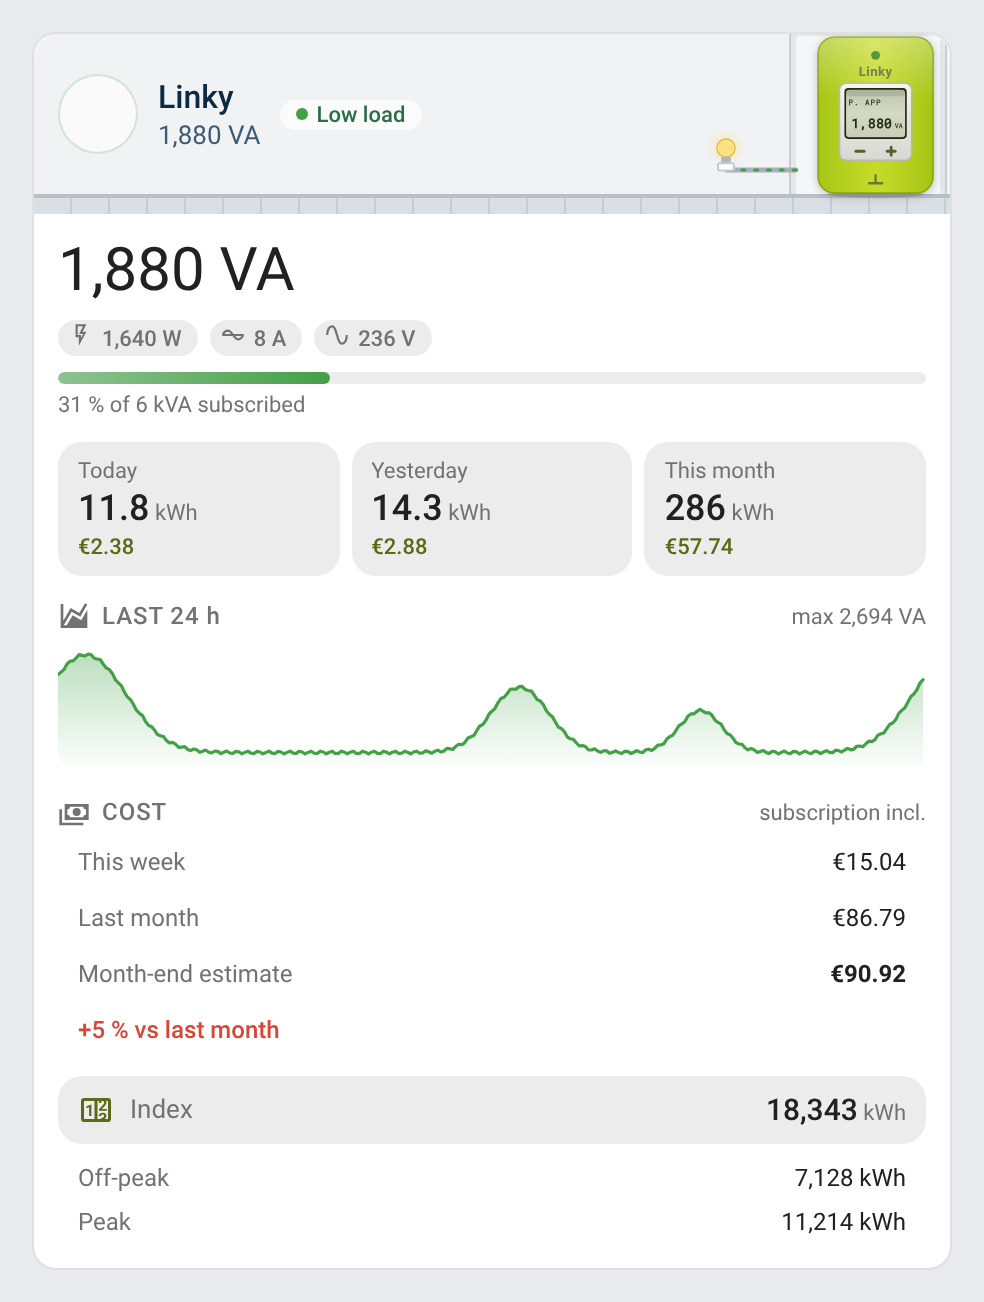 Linky
1,880 VA
Low load
Linky
P. APP
1,880 VA
1,880 VA
1,640 W
8 A
236 V
31 % of 6 kVA subscribed
Today
11.8 kWh
€2.38
Yesterday
14.3 kWh
€2.88
This month
286 kWh
€57.74
LAST 24 h
max 2,694 VA
COST
subscription incl.
This week
€15.04
Last month
€86.79
Month-end estimate
€90.92
+5 % vs last month
Index
18,343 kWh
Off-peak
7,128 kWh
Peak
11,214 kWh